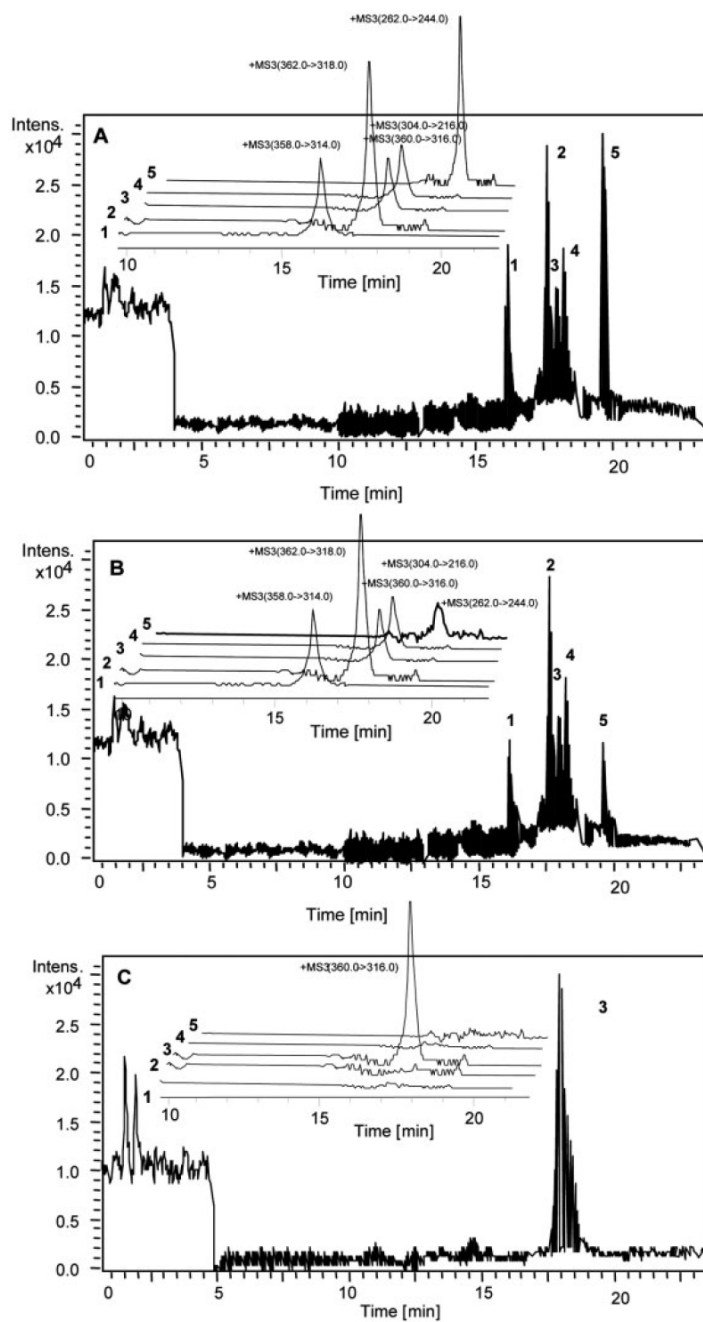 +MS3(262.0->244.0)
+MS3(362.0->318.0)
+MS3(304.0->216.0)
+MS3(360.0->316.0)
+MS3(358.0->314.0)
Intens.
x10⁴
A
5
4
3
2
1
10 15 20
Time [min]
2 5
1 3 4
2.5
2.0
1.5
1.0
0.5
0.0
0 5 10 15 20
Time [min]
+MS3(362.0->318.0)
+MS3(304.0->216.0)
+MS3(360.0->316.0)
+MS3(262.0->244.0)
+MS3(358.0->314.0)
Intens.
x10⁴
B
5
4
3
2
1
15 20
Time [min]
2
3 4
1 5
2.5
2.0
1.5
1.0
0.5
0.0
0 5 10 15 20
Time [min]
+MS3(360.0->316.0)
Intens.
x10⁴
C
5
4
3
2
1
10 15 20
Time [min]
3
2.5
2.0
1.5
1.0
0.5
0.0
0 5 10 15 20
Time [min]